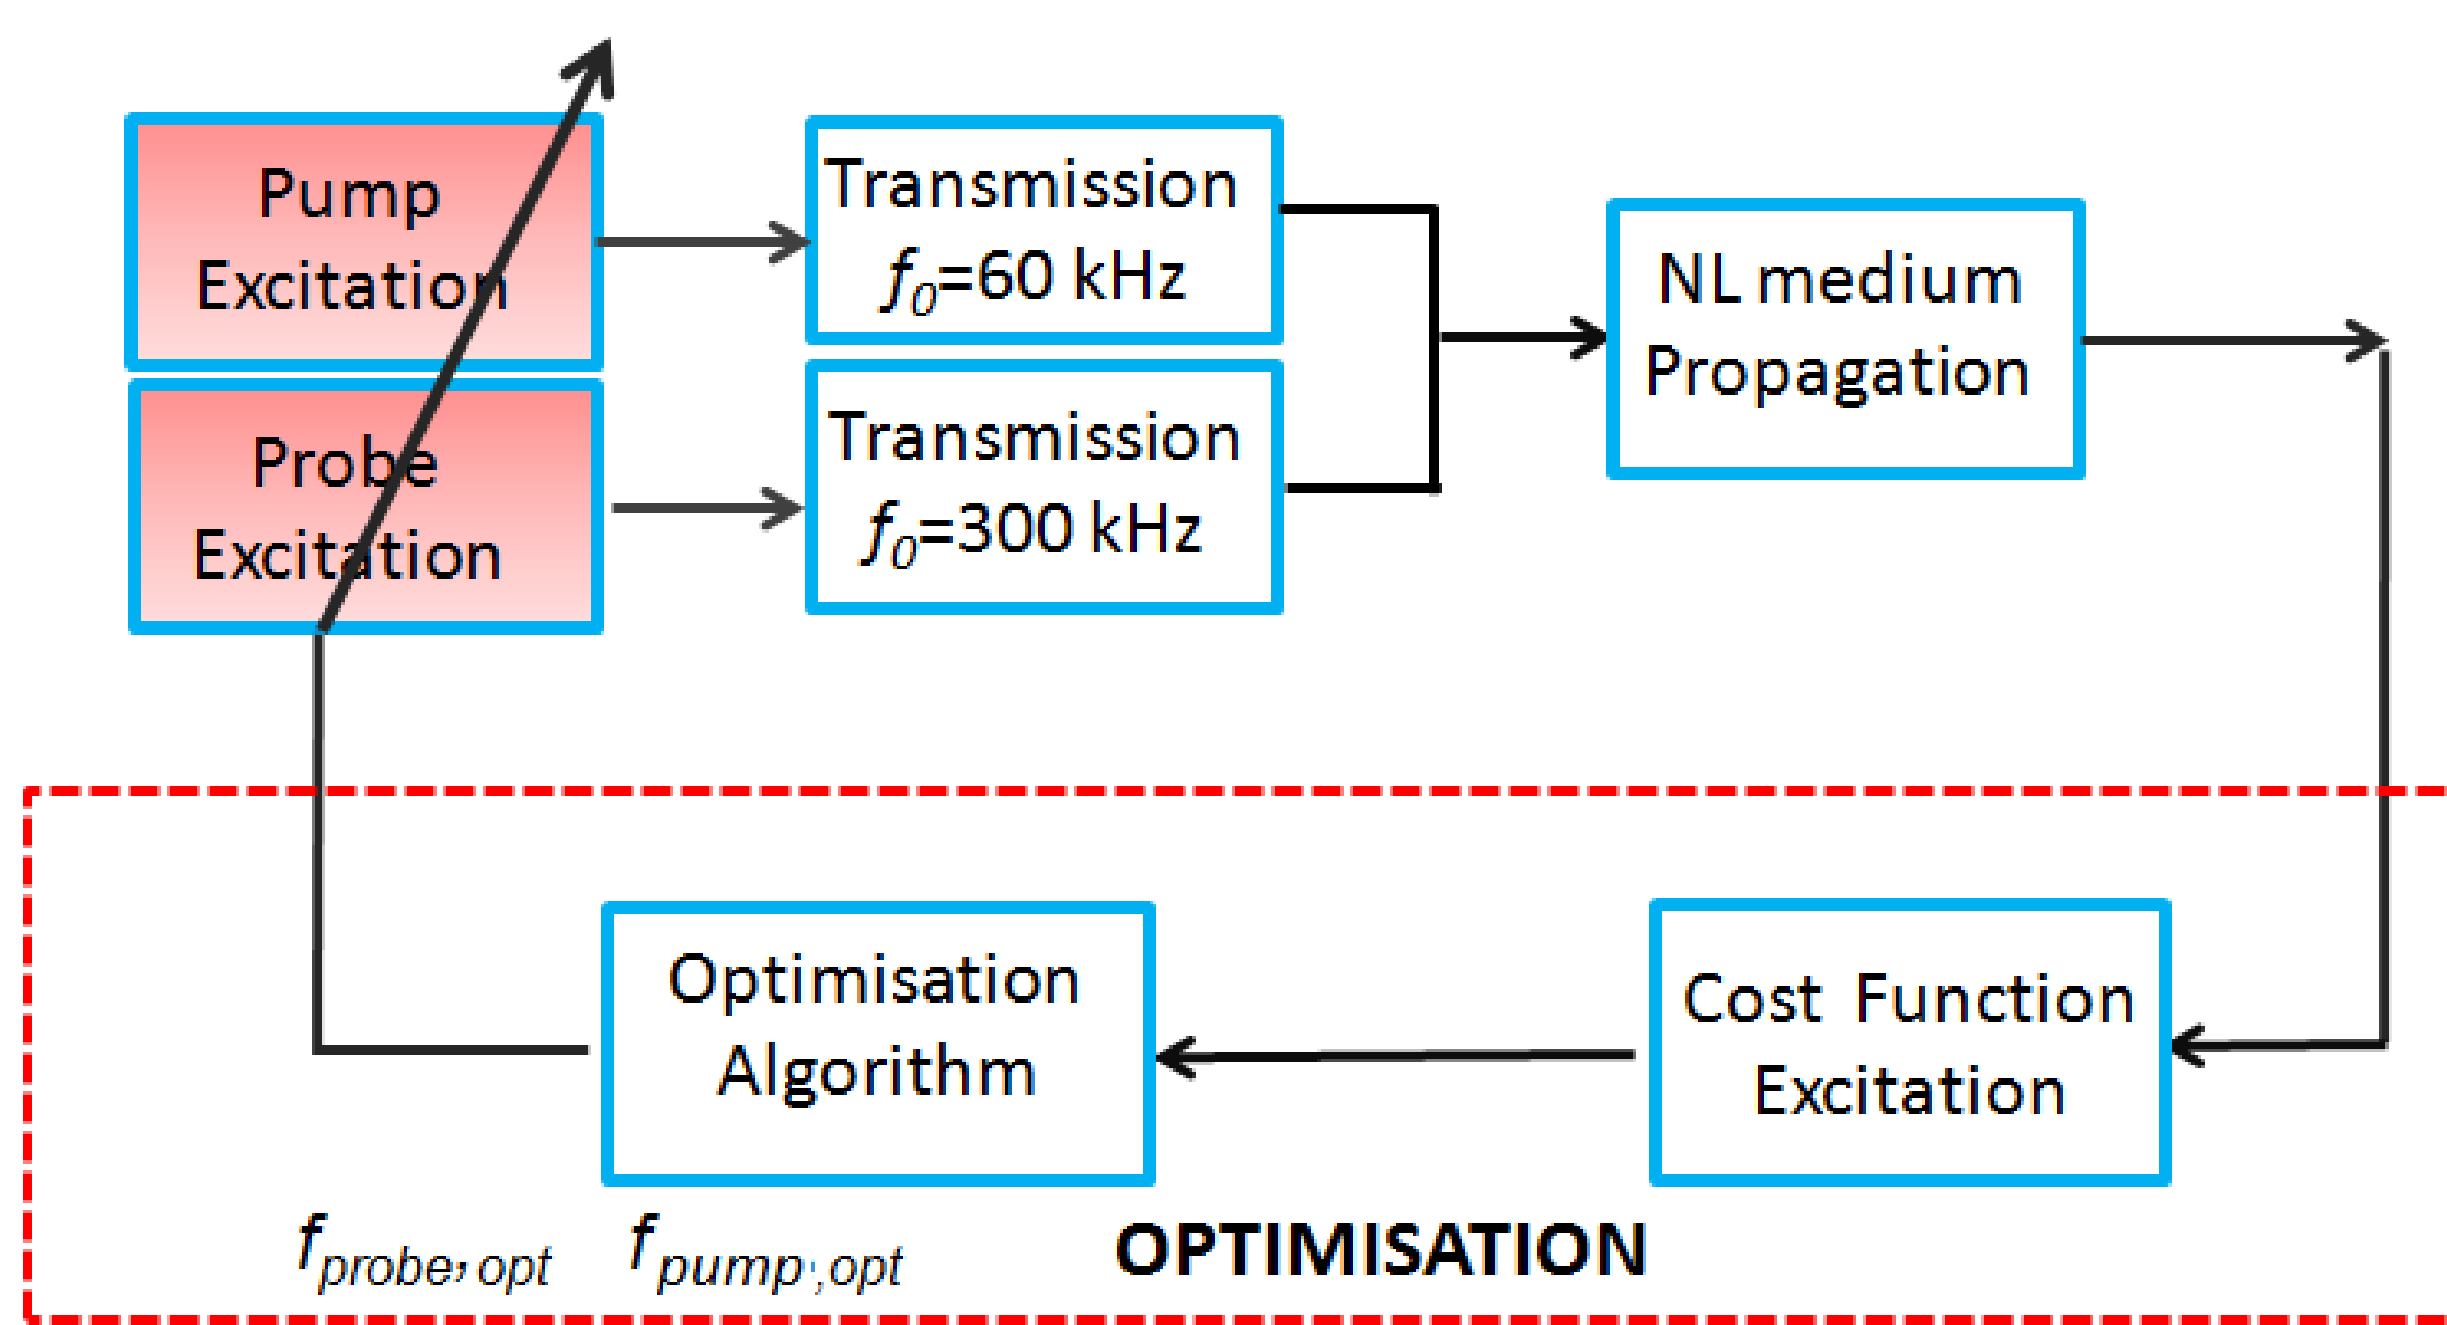 Pump
Excitation
Transmission
f0=60 kHz
NL medium
Propagation
Probe
Excitation
Transmission
f0=300 kHz
Optimisation
Algorithm
Cost Function
Excitation
fprobe, opt fpump,opt
OPTIMISATION